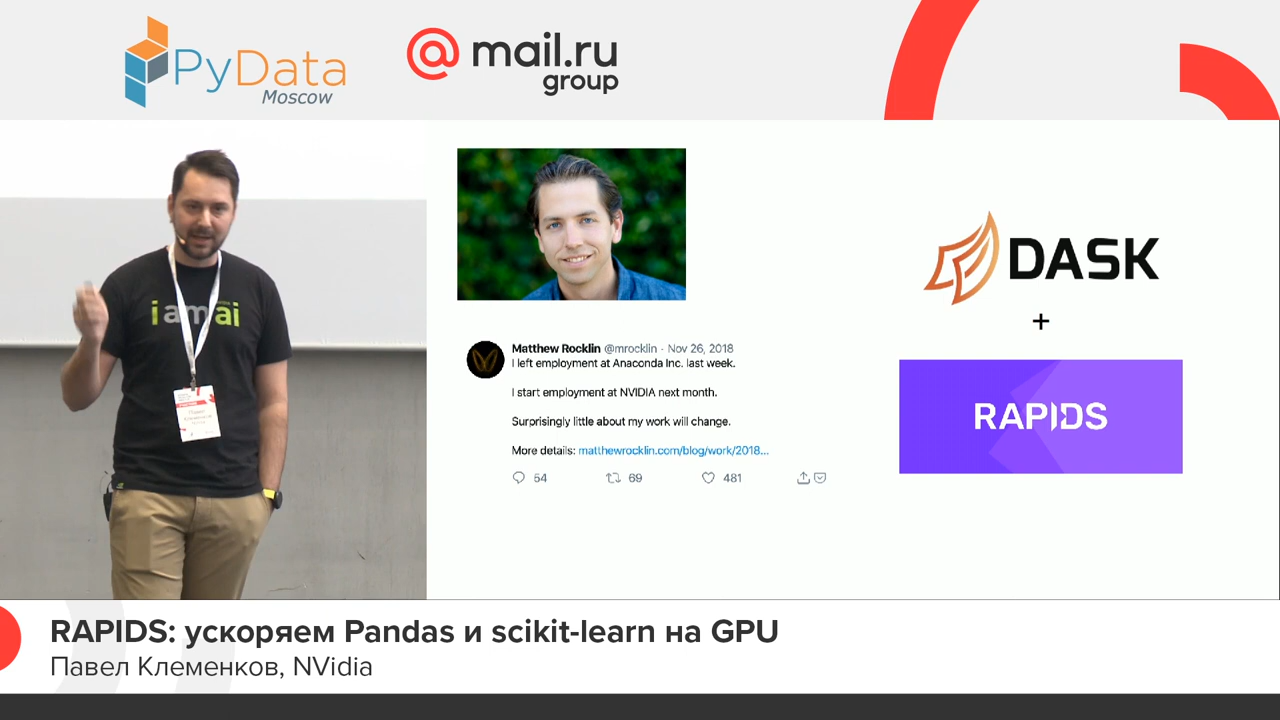 PyData
Moscow
@mail.ru
group
i am ai
Matthew Rocklin @mrocklin · Nov 26, 2018
I left employment at Anaconda Inc. last week.
I start employment at NVIDIA next month.
Surprisingly little about my work will change.
More details: matthewrocklin.com/blog/work/2018...
54 69 481
DASK
+
RAPIDS
RAPIDS: ускоряем Pandas и scikit-learn на GPU
Павел Клеменков, NVidia